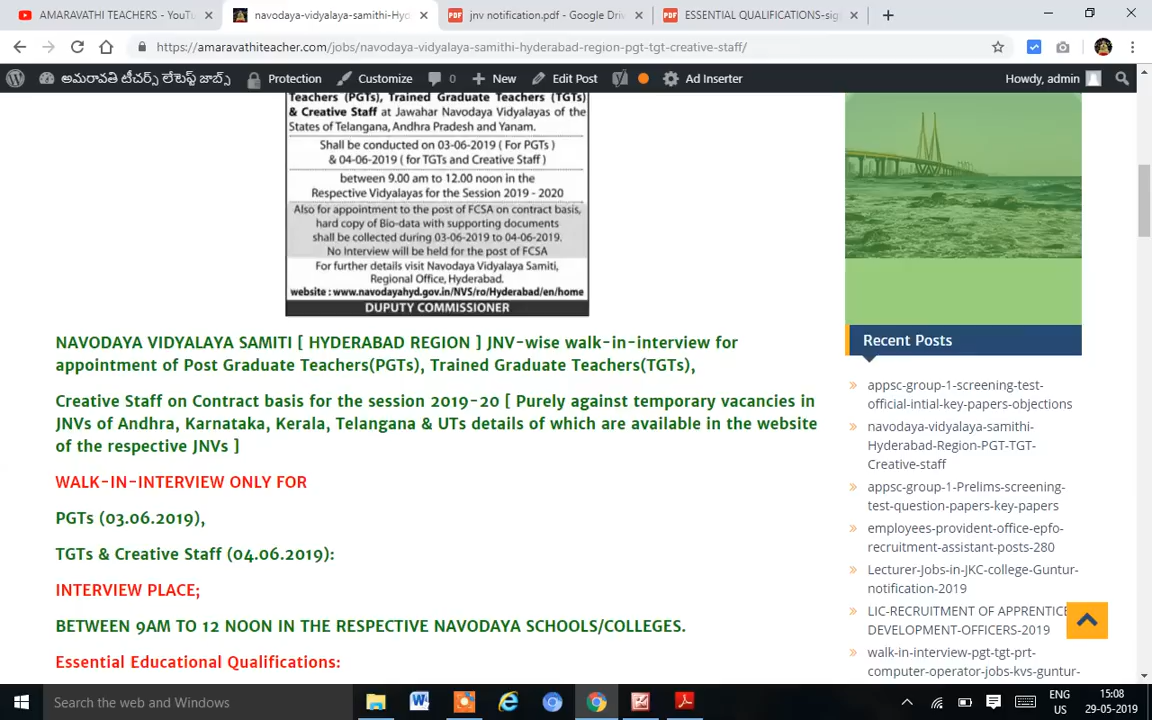 AMARAVATHI TEACHERS - YouTu
navodaya-vidyalaya-samithi-Hyd
jnv notification.pdf - Google Driv
ESSENTIAL QUALIFICATIONS-sig
https://amaravathiteacher.com/jobs/navodaya-vidyalaya-samithi-hyderabad-region-pgt-tgt-creative-staff/
అమరావతి టీచర్స్ లేటెస్ట్ జాబ్స్ Protection Customize 0 New Edit Post Ad Inserter Howdy, admin
Teachers (PGTs), Trained Graduate Teachers (TGTs)
& Creative Staff at Jawahar Navodaya Vidyalayas of the
States of Telangana, Andhra Pradesh and Yanam.
Shall be conducted on 03-06-2019 ( For PGTs )
& 04-06-2019 ( for TGTs and Creative Staff )
between 9.00 am to 12.00 noon in the
Respective Vidyalayas for the Session 2019 - 2020
Also for appointment to the post of FCSA on contract basis,
hard copy of Bio-data with supporting documents
shall be collected during 03-06-2019 to 04-06-2019.
No Interview will be held for the post of FCSA
For further details visit Navodaya Vidyalaya Samiti,
Regional Office, Hyderabad.
website : www.navodayahyd.gov.in/NVS/ro/Hyderabad/en/home
DUPUTY COMMISSIONER
NAVODAYA VIDYALAYA SAMITI [ HYDERABAD REGION ] JNV-wise walk-in-interview for
appointment of Post Graduate Teachers(PGTs), Trained Graduate Teachers(TGTs),
Creative Staff on Contract basis for the session 2019-20 [ Purely against temporary vacancies in
JNVs of Andhra, Karnataka, Kerala, Telangana & UTs details of which are available in the website
of the respective JNVs ]
WALK-IN-INTERVIEW ONLY FOR
PGTs (03.06.2019),
TGTs & Creative Staff (04.06.2019):
INTERVIEW PLACE;
BETWEEN 9AM TO 12 NOON IN THE RESPECTIVE NAVODAYA SCHOOLS/COLLEGES.
Essential Educational Qualifications:
Recent Posts
appsc-group-1-screening-test-
official-intial-key-papers-objections
navodaya-vidyalaya-samithi-
Hyderabad-Region-PGT-TGT-
Creative-staff
appsc-group-1-Prelims-screening-
test-question-papers-key-papers
employees-provident-office-epfo-
recruitment-assistant-posts-280
Lecturer-Jobs-in-JKC-college-Guntur-
notification-2019
LIC-RECRUITMENT OF APPRENTICE
DEVELOPMENT-OFFICERS-2019
walk-in-interview-pgt-tgt-prt-
computer-operator-jobs-kvs-guntur-
Search the web and Windows
ENG
US
15:08
29-05-2019